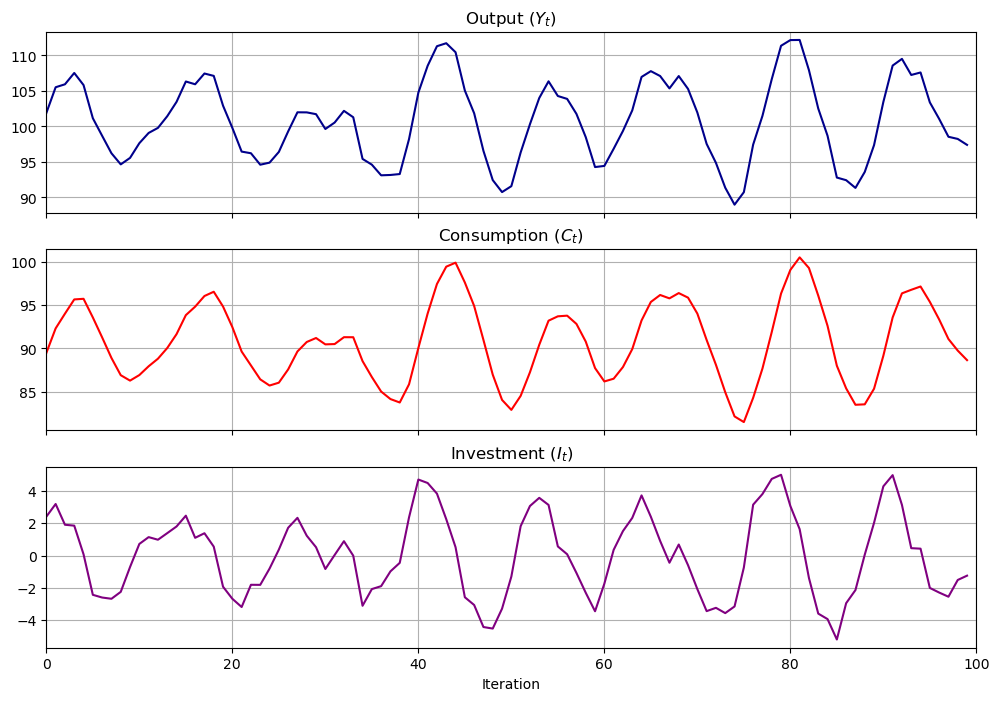 Output (Y_t)
110
105
100
95
90
Consumption (C_t)
100
95
90
85
Investment (I_t)
4
2
0
−2
−4
0 20 40 60 80 100
Iteration